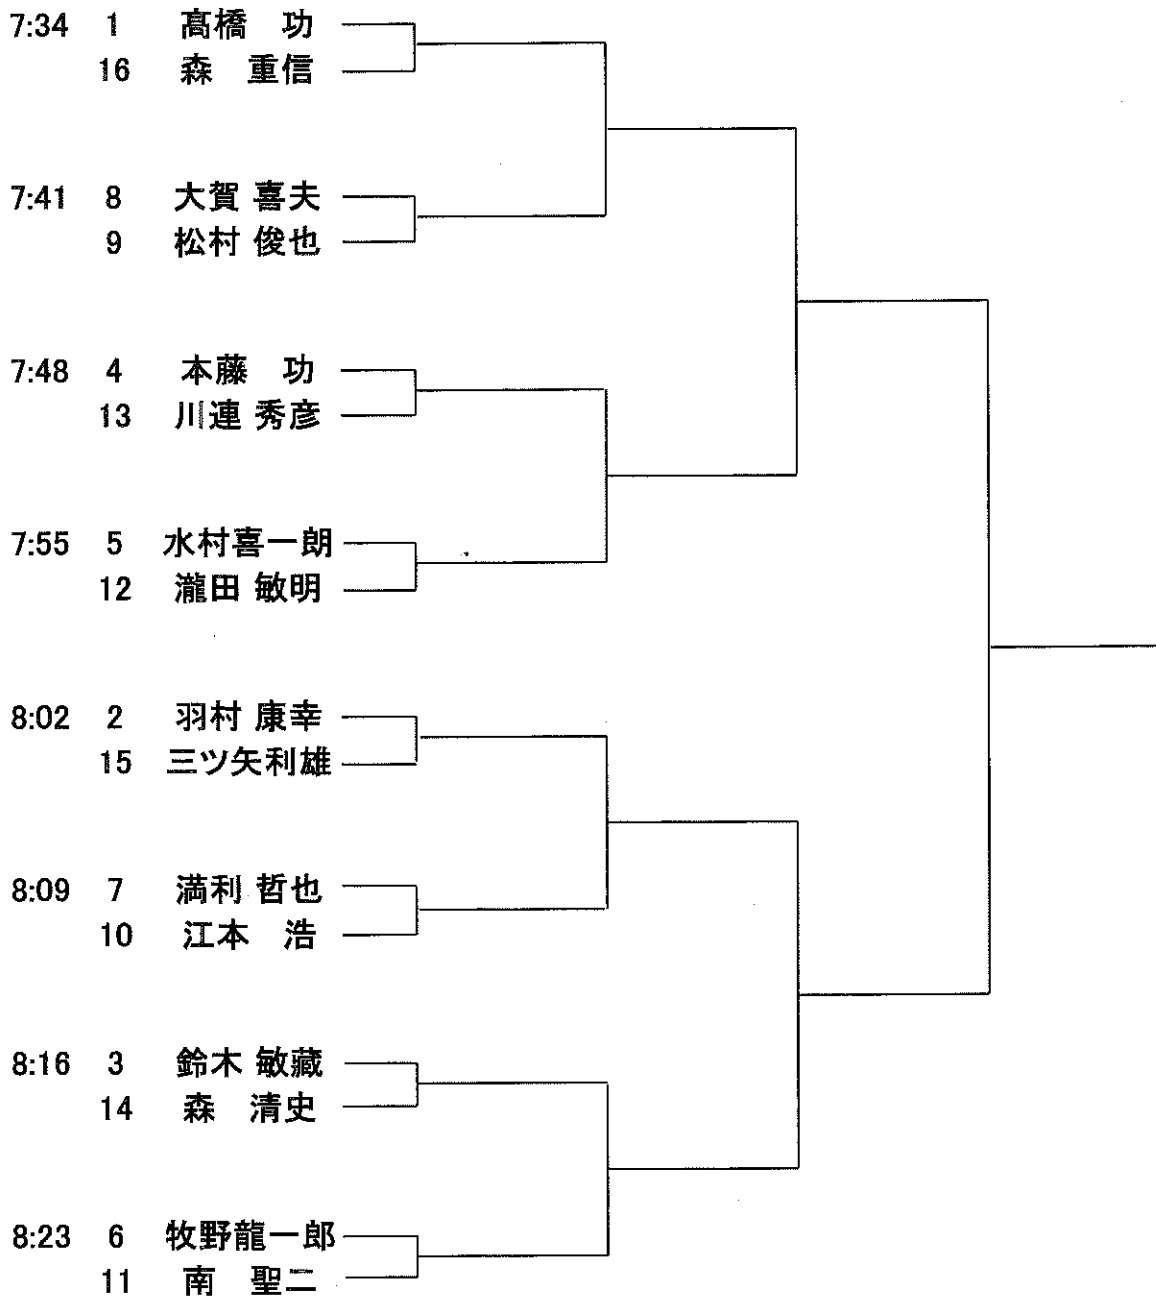 7:34 1 髙橋 功
16 森 重信
7:41 8 大賀 喜夫
9 松村 俊也
7:48 4 本藤 功
13 川連 秀彦
7:55 5 水村喜一朗
12 瀧田 敏明
8:02 2 羽村 康幸
15 三ツ矢利雄
8:09 7 満利 哲也
10 江本 浩
8:16 3 鈴木 敏藏
14 森 清史
8:23 6 牧野龍一郎
11 南 聖二